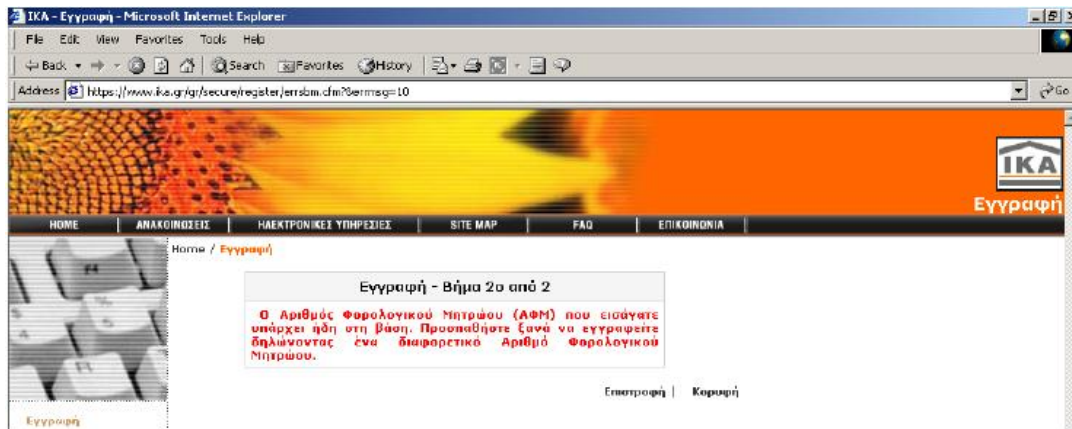 IKA - Εγγραφή - Microsoft Internet Explorer
File Edit View Favorites Tools Help
Back Search Favorites History
Address https://www.ika.gr/gr/secure/register/errsbm.cfm?&errmsg=10 Go
IKA
Εγγραφή
HOME ΑΝΑΚΟΙΝΩΣΕΙΣ ΗΛΕΚΤΡΟΝΙΚΕΣ ΥΠΗΡΕΣΙΕΣ SITE MAP FAQ ΕΠΙΚΟΙΝΩΝΙΑ
Home / Εγγραφή
Εγγραφή - Βήμα 2ο από 2
Ο Αριθμός Φορολογικού Μητρώου (ΑΦΜ) που εισάγατε
υπάρχει ήδη στη βάση. Προσπαθήστε ξανά να εγγραφείτε
δηλώνοντας ένα διαφορετικό Αριθμό Φορολογικού
Μητρώου.
Επιστροφή | Κορυφή
Εγγραφή